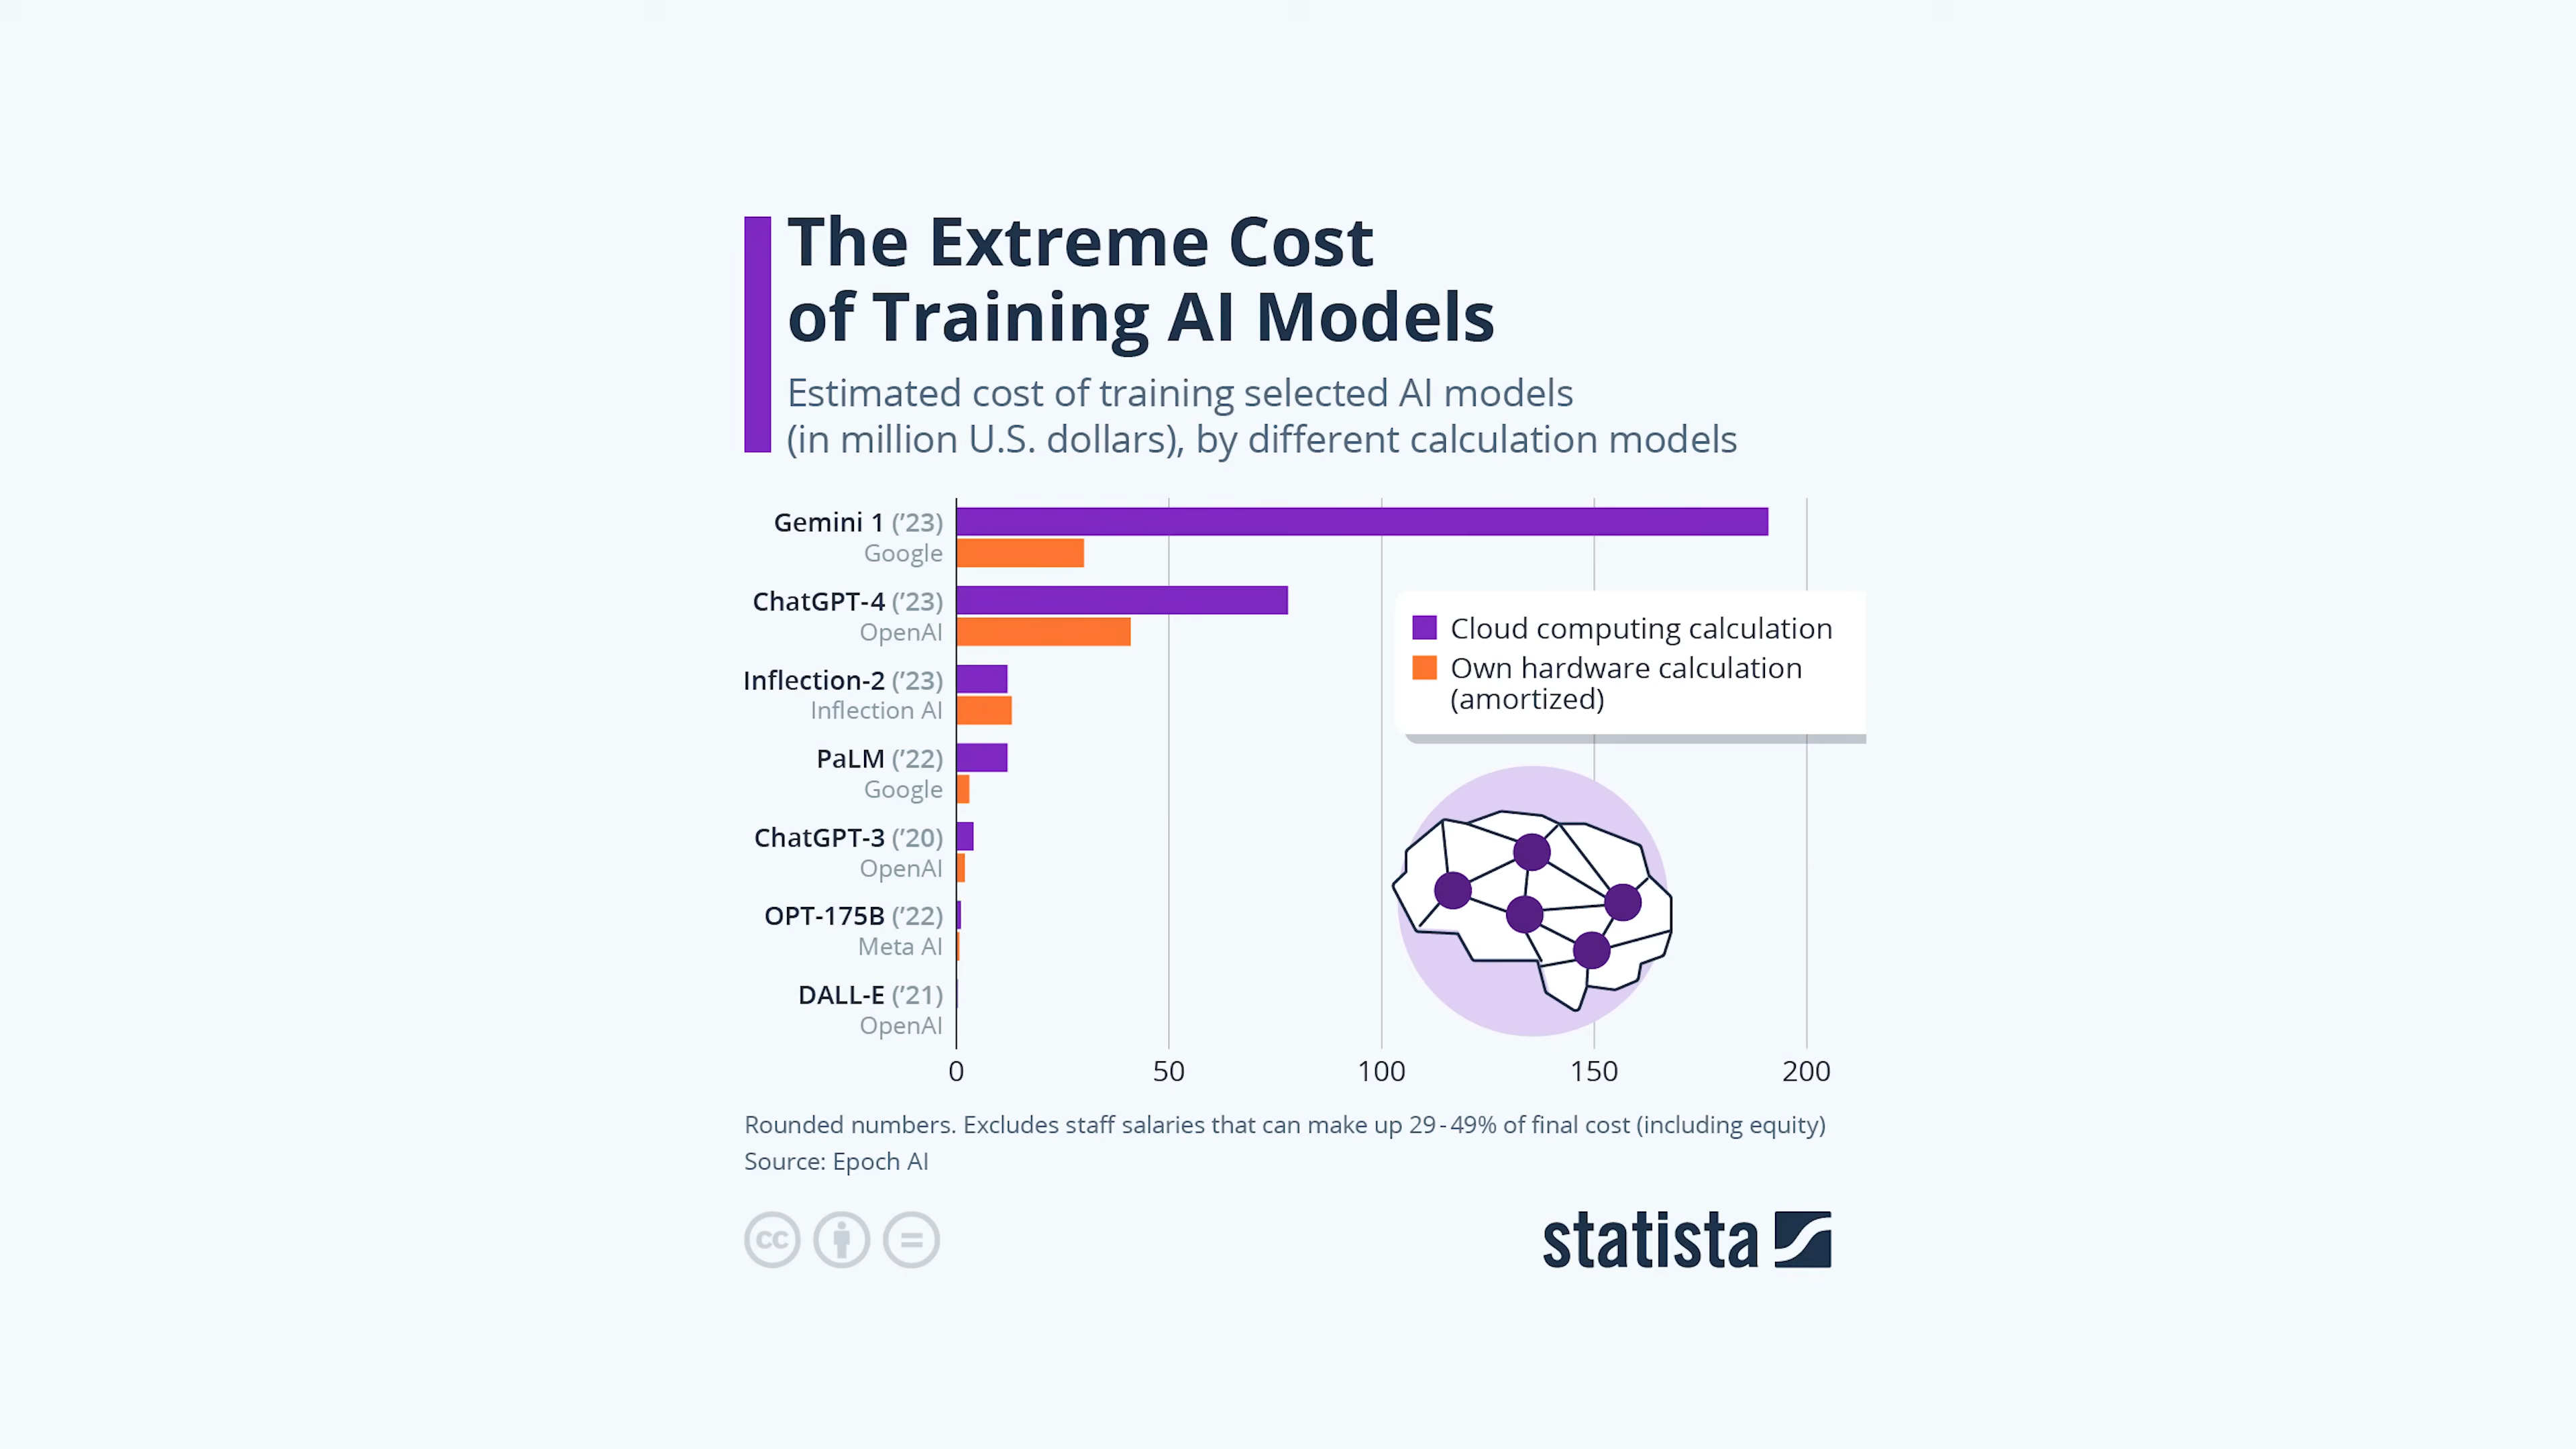 The Extreme Cost
of Training AI Models
Estimated cost of training selected AI models
(in million U.S. dollars), by different calculation models
Gemini 1 (’23)
Google
ChatGPT-4 (’23)
OpenAI
Inflection-2 (’23)
Inflection AI
PaLM (’22)
Google
ChatGPT-3 (’20)
OpenAI
OPT-175B (’22)
Meta AI
DALL-E (’21)
OpenAI
Cloud computing calculation
Own hardware calculation
(amortized)
0 50 100 150 200
Rounded numbers. Excludes staff salaries that can make up 29-49% of final cost (including equity)
Source: Epoch AI
cc
statista